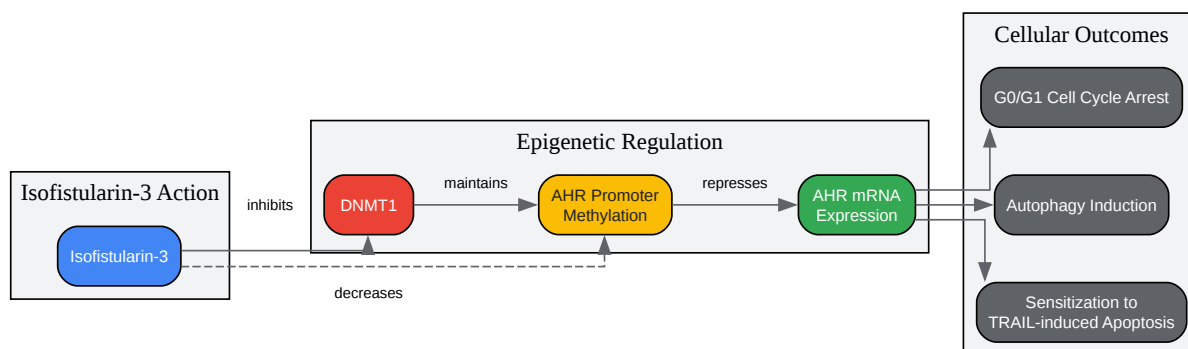 Cellular Outcomes
G0/G1 Cell Cycle Arrest
Epigenetic Regulation
Isofistularin-3 Action
inhibits
DNMT1
maintains
AHR Promoter
Methylation
represses
AHR mRNA
Expression
Autophagy Induction
Isofistularin-3
decreases
Sensitization to
TRAIL-induced Apoptosis